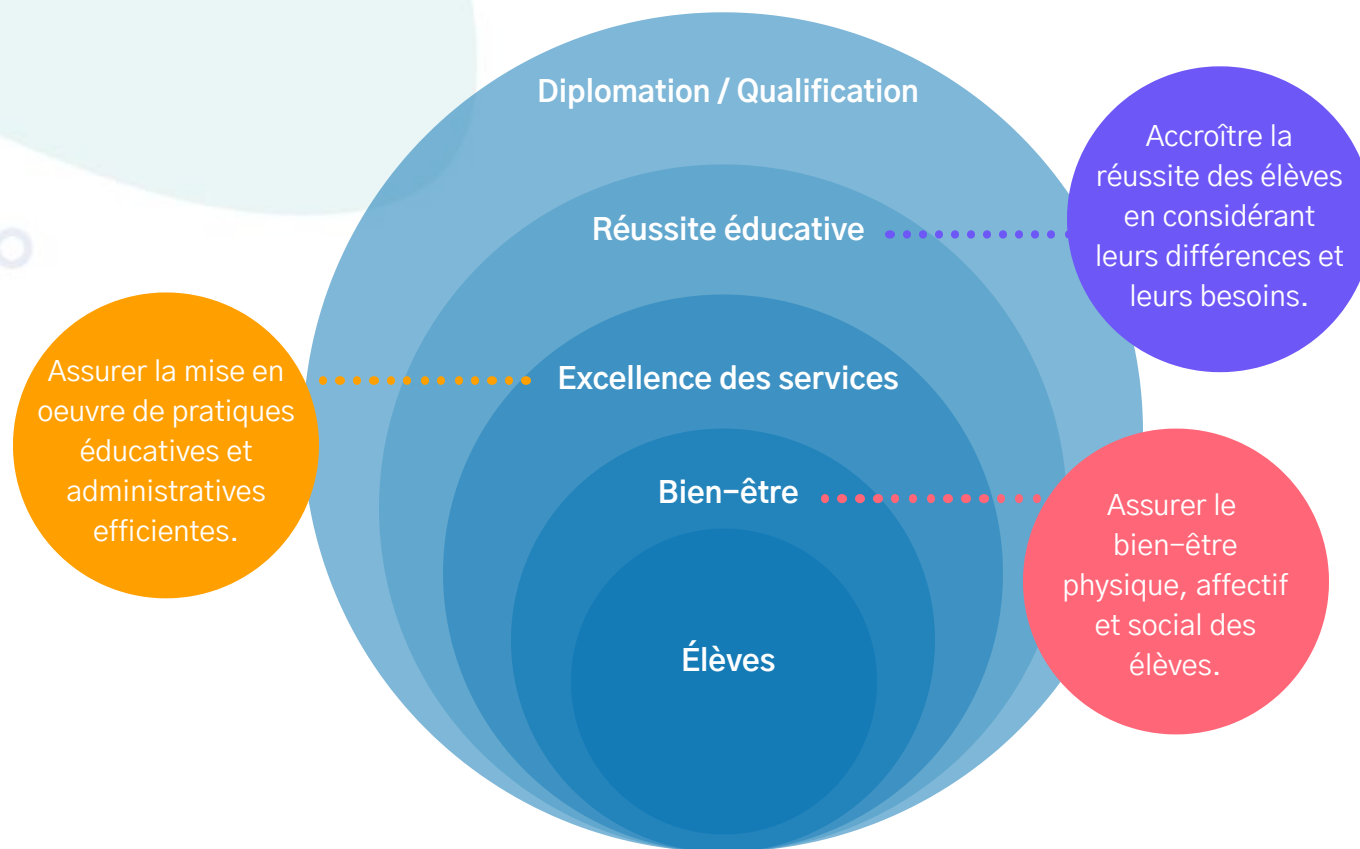 Diplomation / Qualification
Réussite éducative
Accroître la
réussite des élèves
en considérant
leurs différences et
leurs besoins.
Excellence des services
Assurer la mise en
oeuvre de pratiques
éducatives et
administratives
efficientes.
Bien-être
Assurer le
bien-être
physique, affectif
et social des
élèves.
Élèves